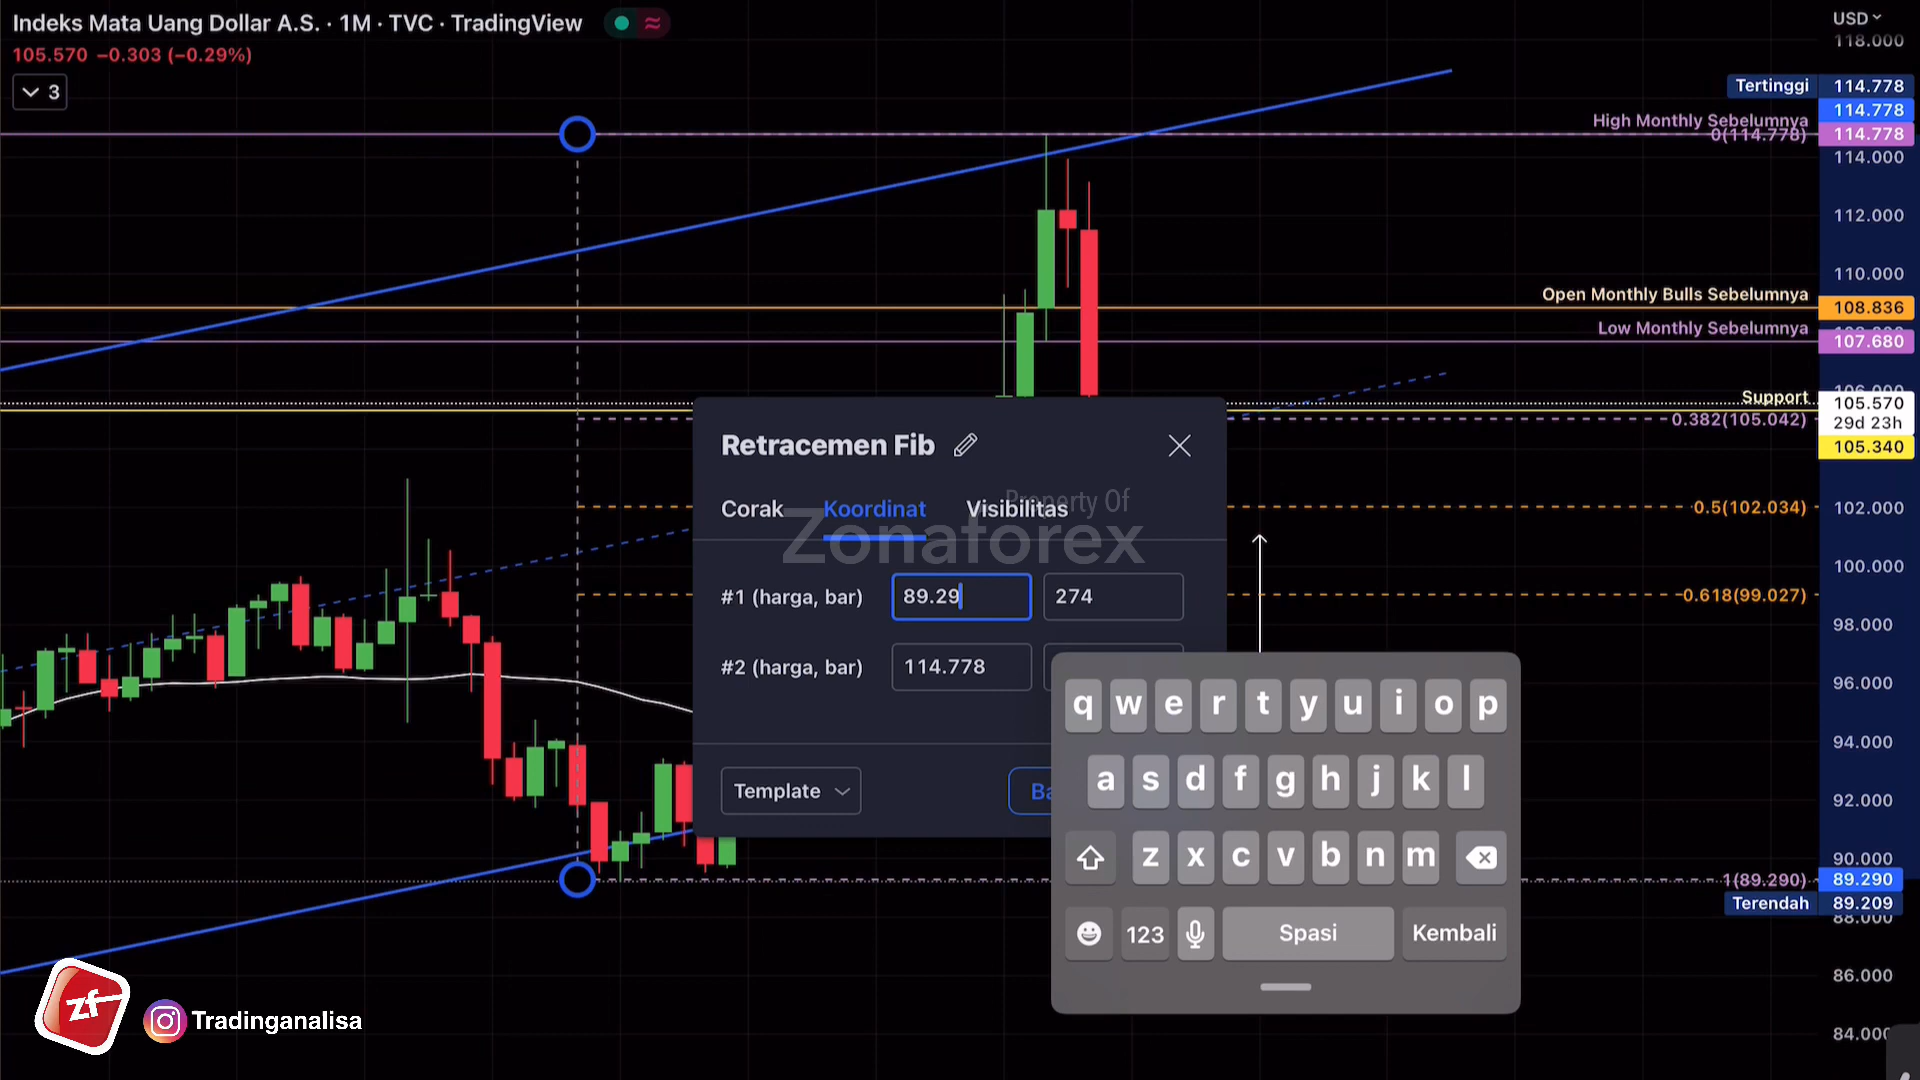 Indeks Mata Uang Dollar A.S. · 1M · TVC · TradingView
105.570 −0.303 (−0.29%)
3
USD
118.000
Tertinggi 114.778
114.778
High Monthly Sebelumnya
0(114.778) 114.778
114.000
112.000
110.000
Open Monthly Bulls Sebelumnya 108.836
Low Monthly Sebelumnya 107.680
106.000
Support 105.570
0.382(105.042) 29d 23h
105.340
0.5(102.034) 102.000
100.000
0.618(99.027)
98.000
96.000
94.000
92.000
90.000
1(89.290) 89.290
Terendah 89.209
88.000
86.000
84.000
Retracemen Fib
Corak Koordinat Visibilitas
Property Of
Zonaforex
#1 (harga, bar) 89.29 274
#2 (harga, bar) 114.778
Template
q w e r t y u i o p
a s d f g h j k l
z x c v b n m
123 Spasi Kembali
zf Tradinganalisa